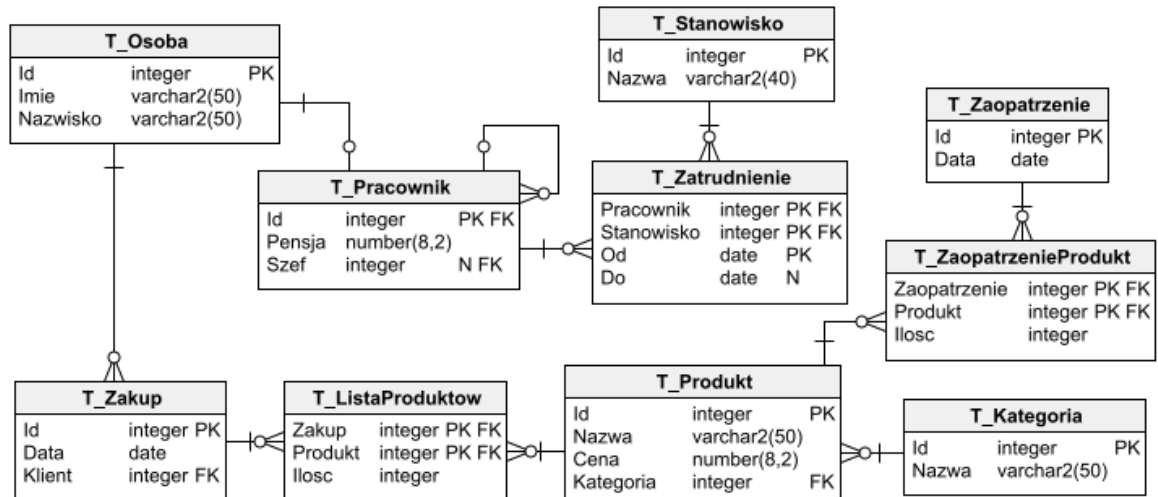 T_Osoba
Id integer PK
Imie varchar2(50)
Nazwisko varchar2(50)
T_Stanowisko
Id integer PK
Nazwa varchar2(40)
T_Zaopatrzenie
Id integer PK
Data date
T_Pracownik
Id integer PK FK
Pensja number(8,2)
Szef integer N FK
T_Zatrudnienie
Pracownik integer PK FK
Stanowisko integer PK FK
Od date PK
Do date N
T_ZaopatrzenieProdukt
Zaopatrzenie integer PK FK
Produkt integer PK FK
Ilosc integer
T_Zakup
Id integer PK
Data date
Klient integer FK
T_ListaProduktow
Zakup integer PK FK
Produkt integer PK FK
Ilosc integer
T_Produkt
Id integer PK
Nazwa varchar2(50)
Cena number(8,2)
Kategoria integer FK
T_Kategoria
Id integer PK
Nazwa varchar2(50)